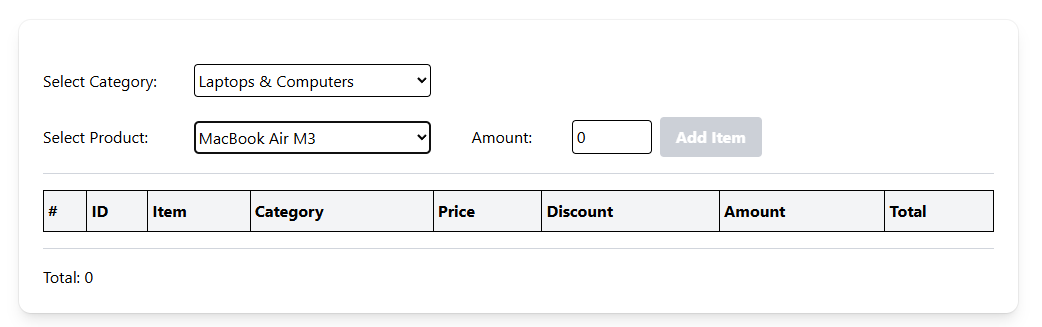 Select Category: Laptops & Computers
Select Product: MacBook Air M3 Amount: 0 Add Item
# ID Item Category Price Discount Amount Total
Total: 0